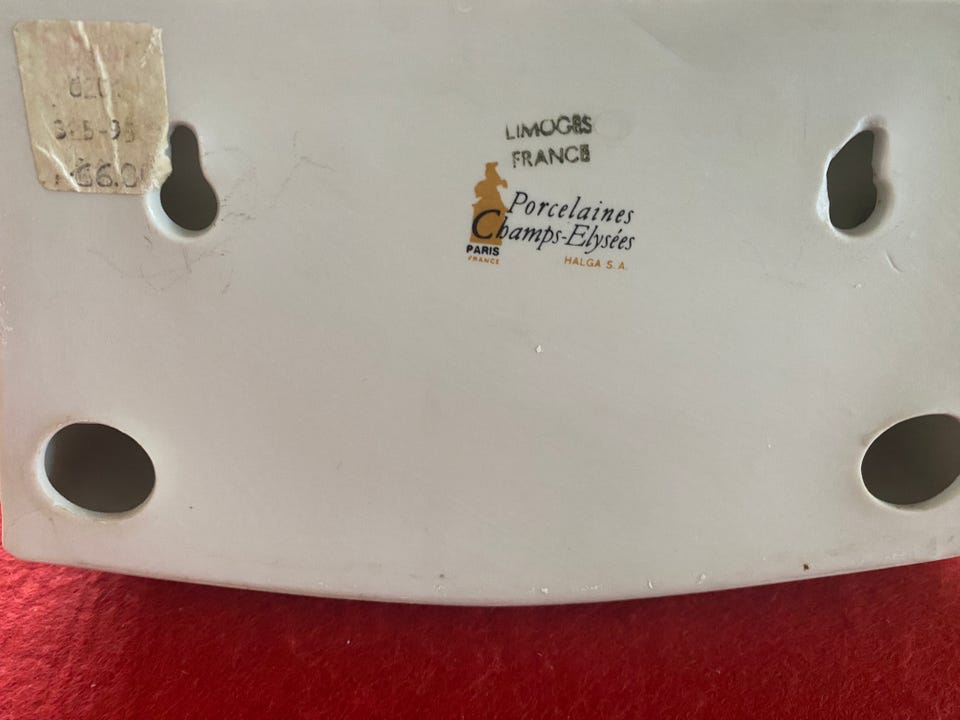 LIMOGES
FRANCE
Porcelaines
Champs-Elysées
PARIS
FRANCE
HALGA S.A.